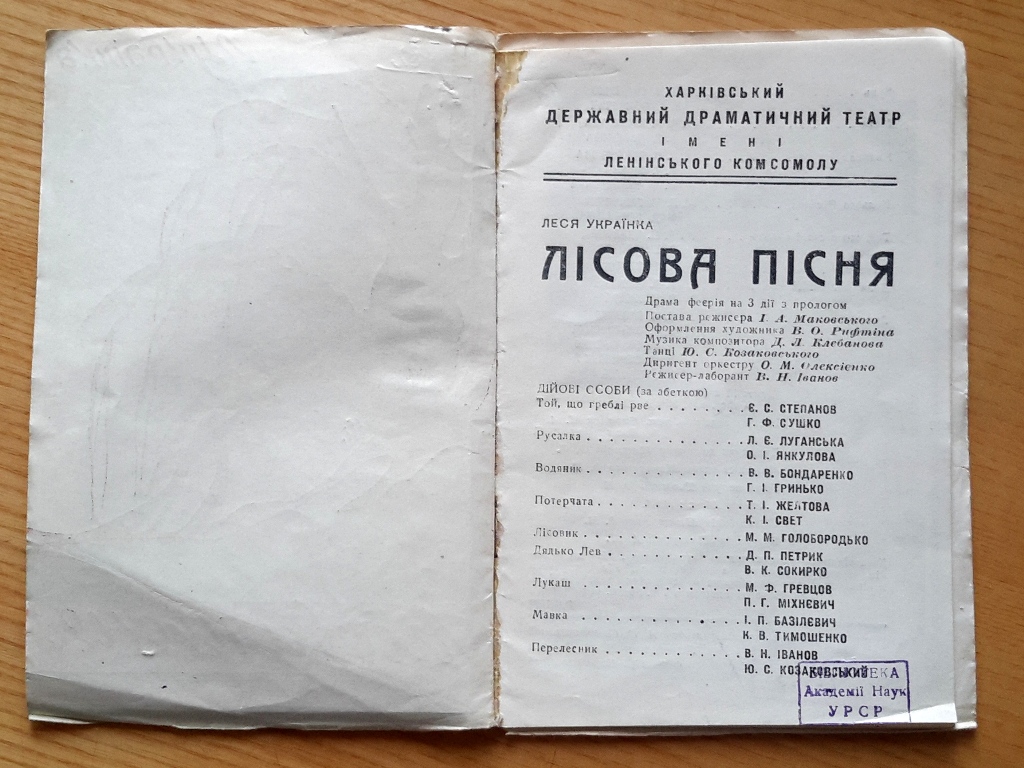 ХАРКІВСЬКИЙ
ДЕРЖАВНИЙ ДРАМАТИЧНИЙ ТЕАТР
ІМЕНІ
ЛЕНІНСЬКОГО КОМСОМОЛУ
ЛЕСЯ УКРАЇНКА
ЛІСОВА ПІСНЯ
Драма феєрія на 3 дії з прологом
Постава режисера І. А. Маковського
Оформлення художника В. О. Рифтіна
Музика композитора Д. Л. Клебанова
Танці Ю. С. Козаковського
Диригент оркестру О. М. Олексієнко
Режисер-лаборант В. Н. Іванов
ДІЙОВІ ОСОБИ (за абеткою)
Той, що греблі рве . . . . . . . . Є. С. СТЕПАНОВ
Г. Ф. СУШКО
Русалка . . . . . . . . . . . . . . Л. Є. ЛУГАНСЬКА
О. І. ЯНКУЛОВА
Водяник . . . . . . . . . . . . . . В. В. БОНДАРЕНКО
Г. І. ГРИНЬКО
Потерчата . . . . . . . . . . . . . Т. І. ЖЕЛТОВА
К. І. СВЕТ
Лісовик . . . . . . . . . . . . . . М. М. ГОЛОБОРОДЬКО
Дядько Лев . . . . . . . . . . . . Д. П. ПЕТРИК
В. К. СОКИРКО
Лукаш . . . . . . . . . . . . . . М. Ф. ГРЕВЦОВ
П. Г. МІХНЄВИЧ
Мавка . . . . . . . . . . . . . . І. П. БАЗІЛЄВИЧ
К. В. ТИМОШЕНКО
Перелесник . . . . . . . . . . . . В. Н. ІВАНОВ
Ю. С. КОЗАКОВСЬКИЙ
БІБЛІОТЕКА
Академії Наук
УРСР